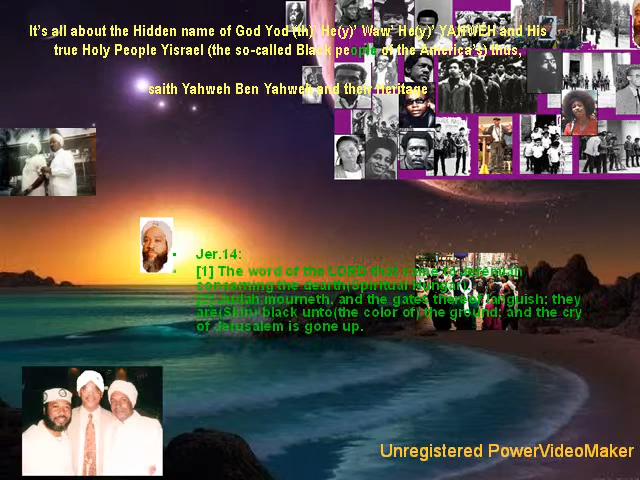 It's all about the Hidden name of God Yod (th)' He(y)' Waw' He(y)' YAHWEH and His
true Holy People Yisrael (the so-called Black people of the America's) thus,
saith Yahweh Ben Yahweh and their Heritage
Jer.14:
[1] The word of the LORD that came to Jeremiah
concerning the dearth(Spiritual Hunger).
[2] Judah mourneth, and the gates thereof languish; they
are(Skin) black unto(the color of) the ground; and the cry
of Jerusalem is gone up.
Unregistered PowerVideoMaker